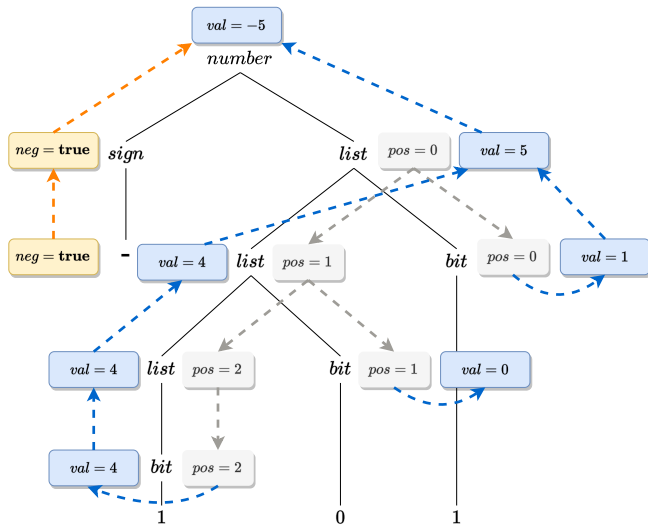 val = −5
number
neg = true
sign
list
pos = 0
val = 5
neg = true
-
val = 4
list
pos = 1
bit
pos = 0
val = 1
val = 4
list
pos = 2
bit
pos = 1
val = 0
val = 4
bit
pos = 2
1
0
1